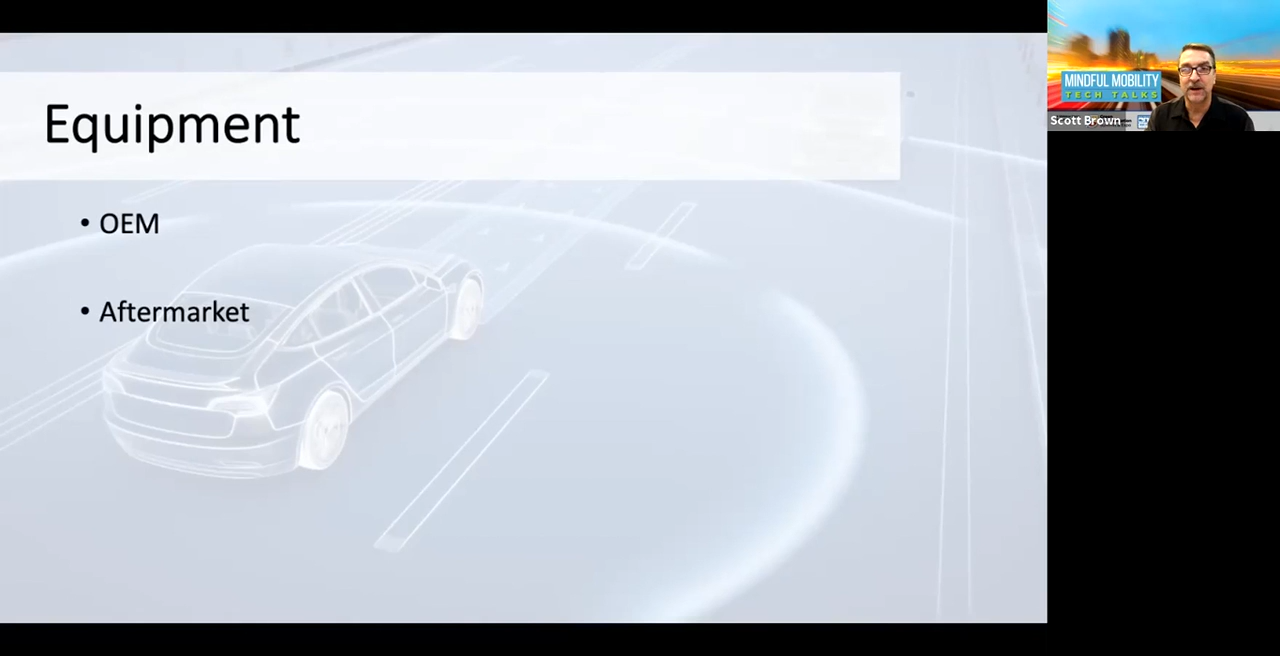 Equipment
• OEM
• Aftermarket
MINDFUL MOBILITY
TECH TALKS
Scott Brown